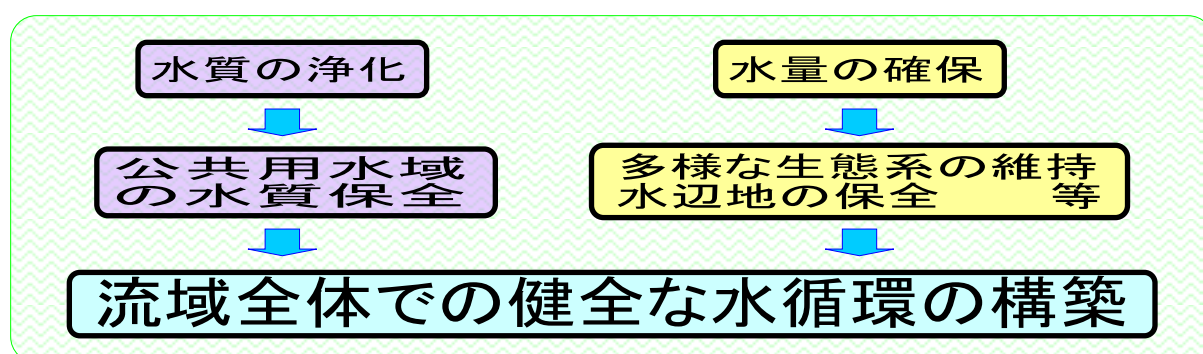 水質の浄化
公共用水域
の水質保全
水量の確保
多様な生態系の維持
水辺地の保全 等
流域全体での健全な水循環の構築